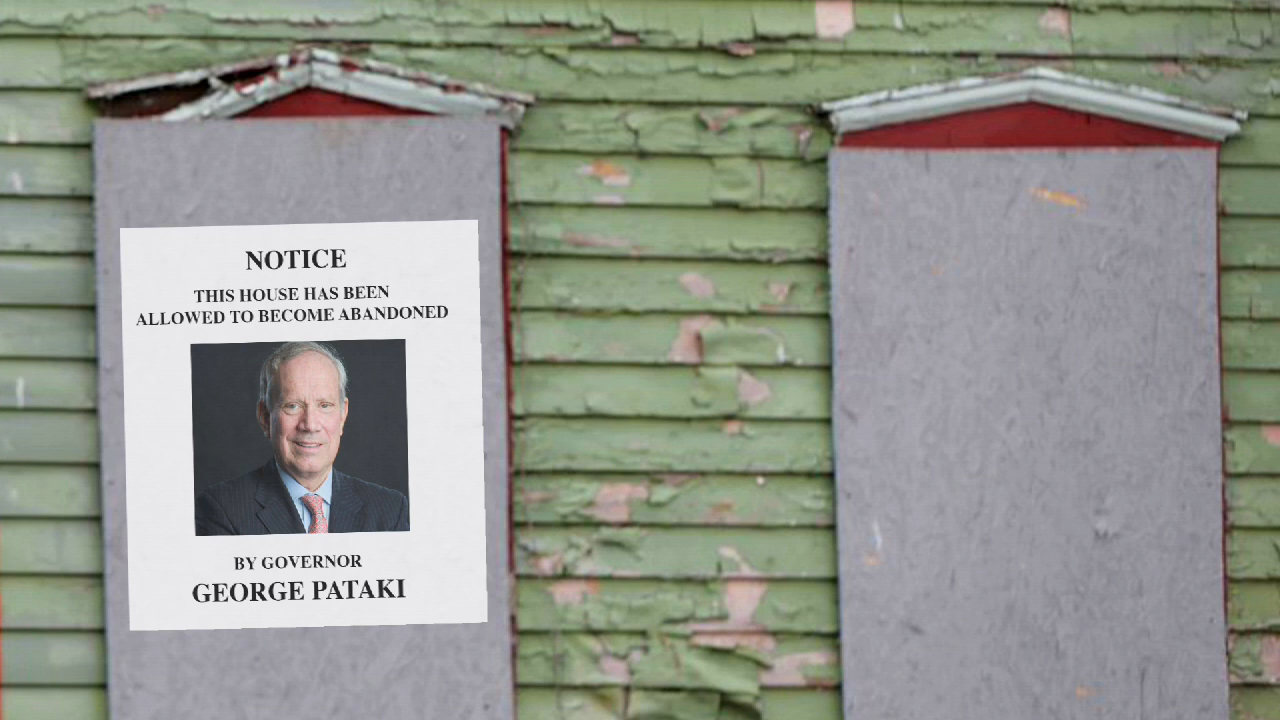 NOTICE
THIS HOUSE HAS BEEN
ALLOWED TO BECOME ABANDONED
BY GOVERNOR
GEORGE PATAKI